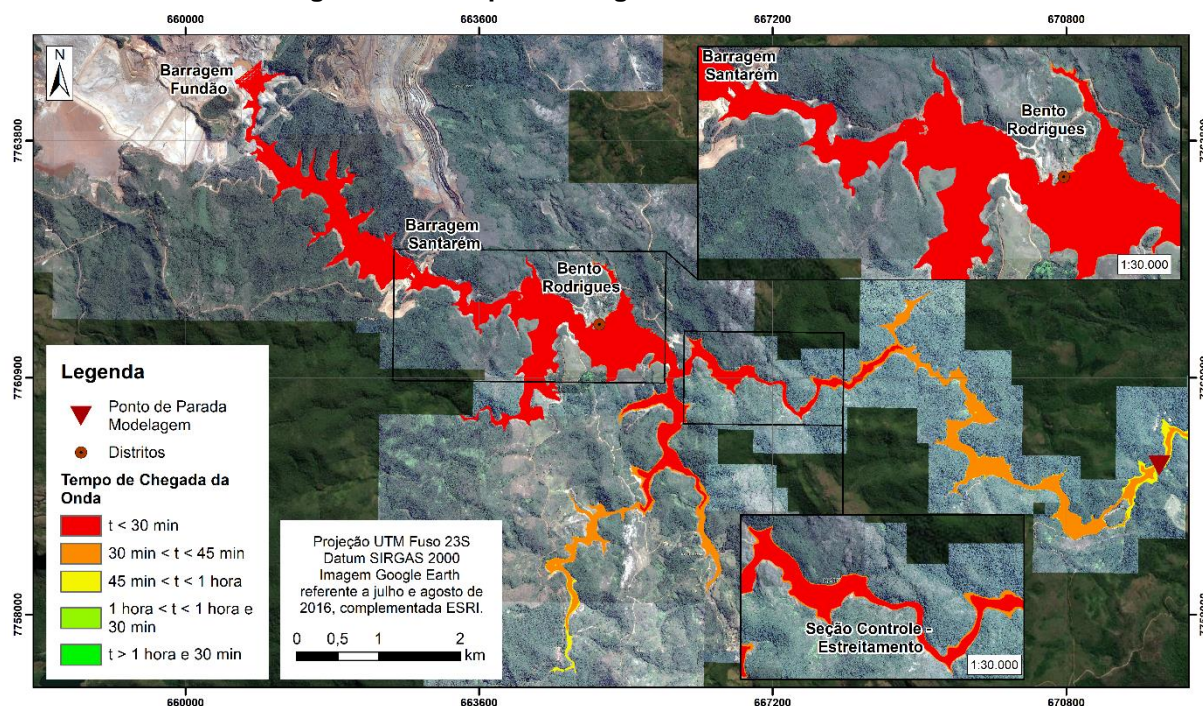 660000
663600
667200
670800
N
Barragem
Fundão
Barragem
Santarém
Bento
Rodrigues
1:30.000
7763800
7763800
Barragem
Santarém
Bento
Rodrigues
7760900
7760900
Legenda
Ponto de Parada
Modelagem
Distritos
Tempo de Chegada da
Onda
t < 30 min
30 min < t < 45 min
45 min < t < 1 hora
1 hora < t < 1 hora e
30 min
t > 1 hora e 30 min
Projeção UTM Fuso 23S
Datum SIRGAS 2000
Imagem Google Earth
referente a julho e agosto de
2016, complementada ESRI.
0 0,5 1 2
km
Seção Controle -
Estreitamento
1:30.000
7758000
660000
663600
667200
670800